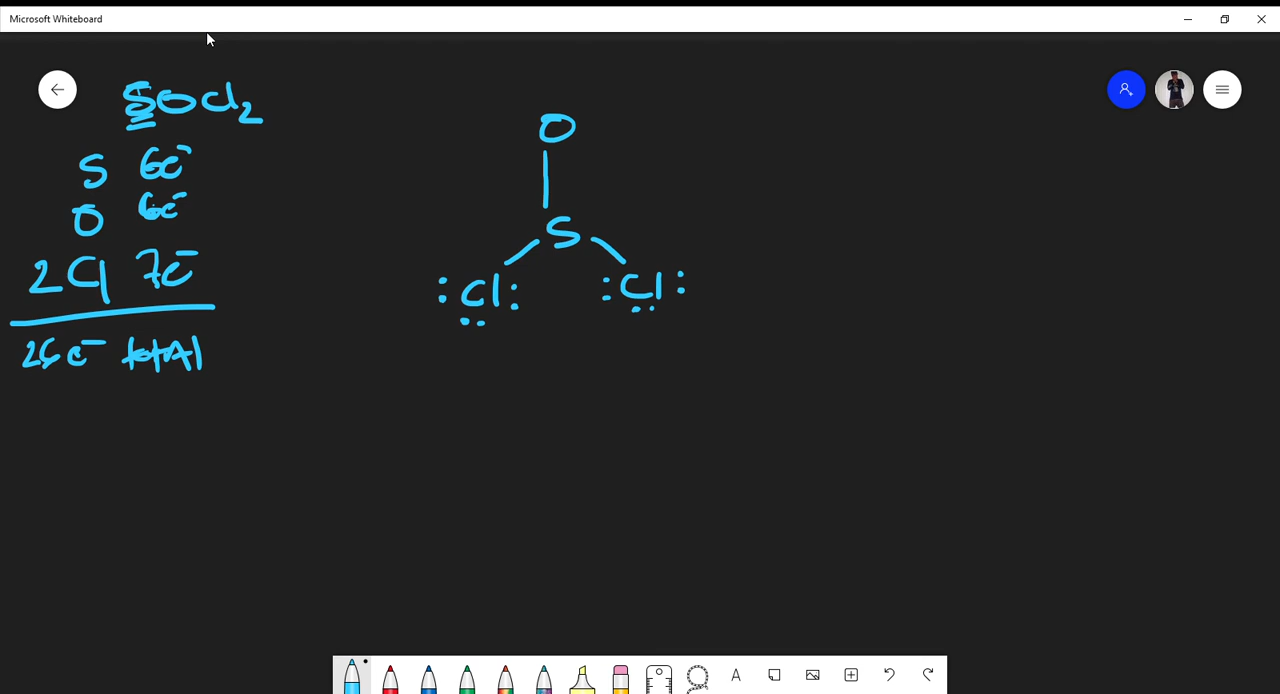 Microsoft Whiteboard
SOCl2
S 6e-
O 6e-
2Cl 7e-
26e- total
O
S
:Cl: :Cl:
A